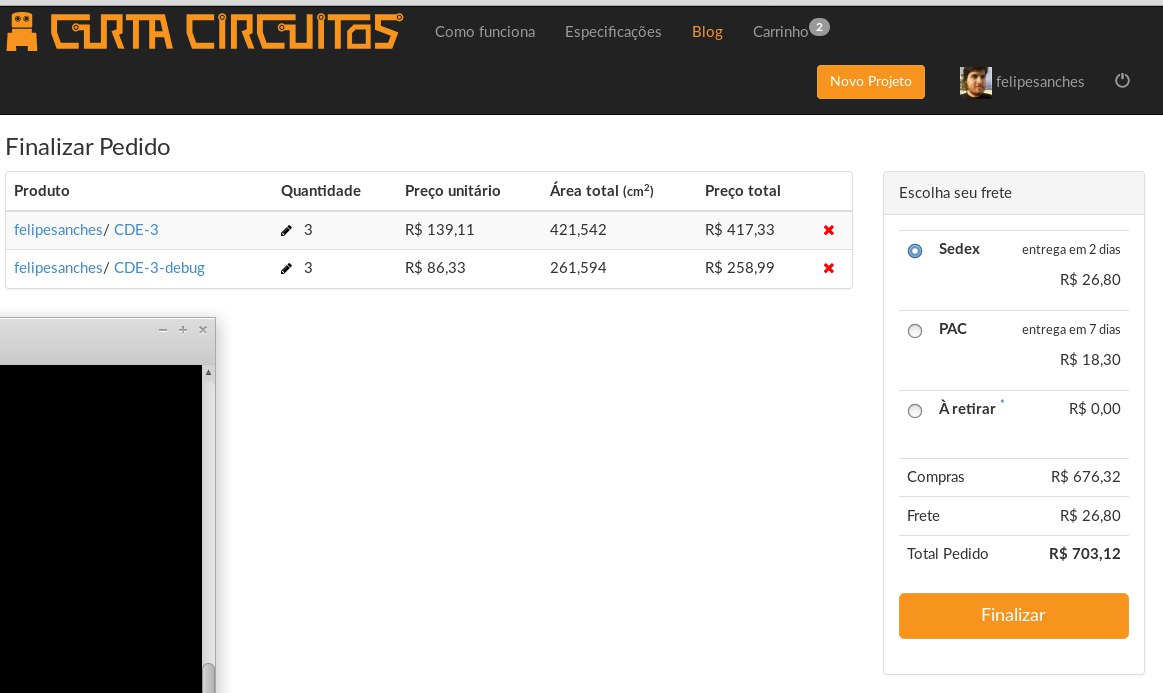 CURTA CIRCUITOS
Como funciona Especificações Blog Carrinho 2
Novo Projeto felipesanches
Finalizar Pedido
Produto Quantidade Preço unitário Área total (cm²) Preço total
felipesanches/ CDE-3 3 R$ 139,11 421,542 R$ 417,33
felipesanches/ CDE-3-debug 3 R$ 86,33 261,594 R$ 258,99
Escolha seu frete
Sedex entrega em 2 dias
R$ 26,80
PAC entrega em 7 dias
R$ 18,30
À retirar * R$ 0,00
Compras R$ 676,32
Frete R$ 26,80
Total Pedido R$ 703,12
Finalizar